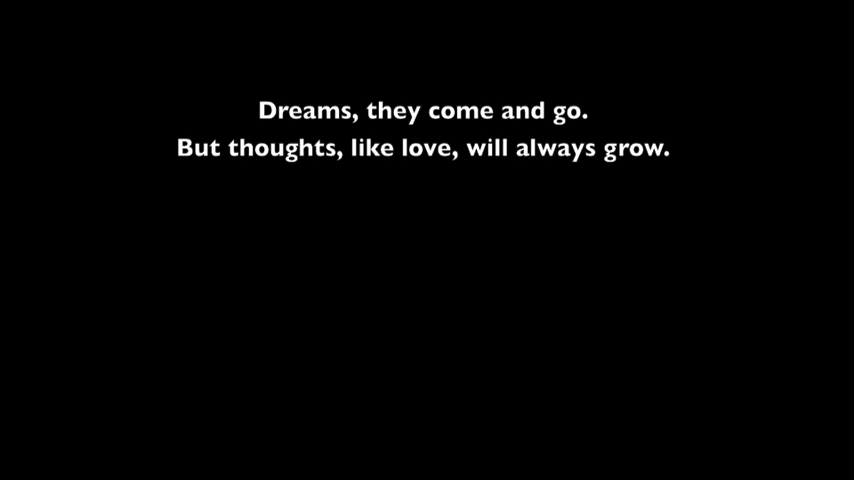 Dreams, they come and go.
But thoughts, like love, will always grow.